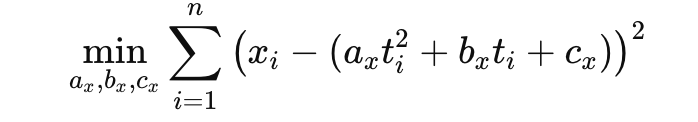 \min_{a_x, b_x, c_x} \sum_{i=1}^{n} \left( x_i - (a_x t_i^2 + b_x t_i + c_x) \right)^2